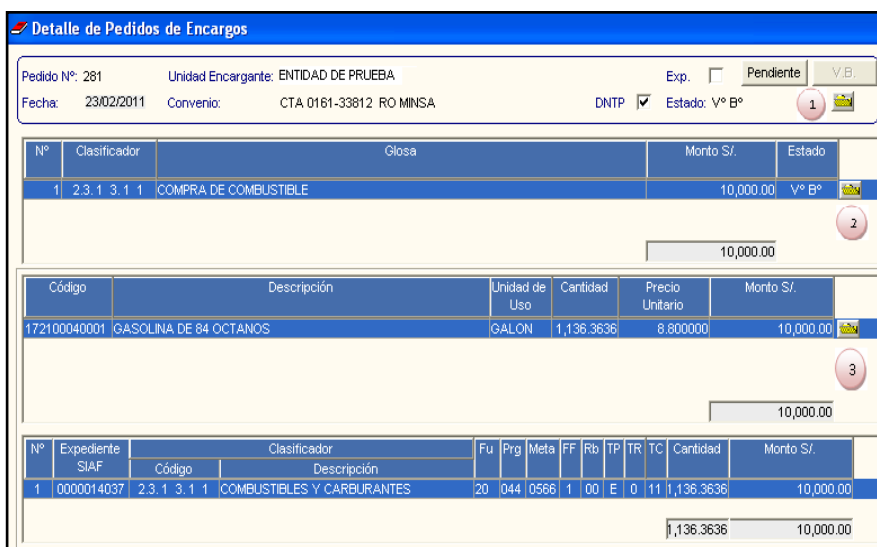 Detalle de Pedidos de Encargos
Pedido Nº: 281 Unidad Encargante: ENTIDAD DE PRUEBA Exp. Pendiente V.B.
Fecha: 23/02/2011 Convenio: CTA 0161-33812 RO MINSA DNTP Estado: Vº Bº 1
Nº Clasificador Glosa Monto S/. Estado
1 2.3. 1 3. 1 1 COMPRA DE COMBUSTIBLE 10,000.00 Vº Bº
2
10,000.00
Código Descripción Unidad de Uso Cantidad Precio Unitario Monto S/.
172100040001 GASOLINA DE 84 OCTANOS GALON 1,136.3636 8.800000 10,000.00
3
10,000.00
Nº Expediente SIAF Clasificador Fu Prg Meta FF Rb TP TR TC Cantidad Monto S/.
Código Descripción
1 0000014037 2.3. 1 3. 1 1 COMBUSTIBLES Y CARBURANTES 20 044 0566 1 00 E 0 11 1,136.3636 10,000.00
1,136.3636 10,000.00